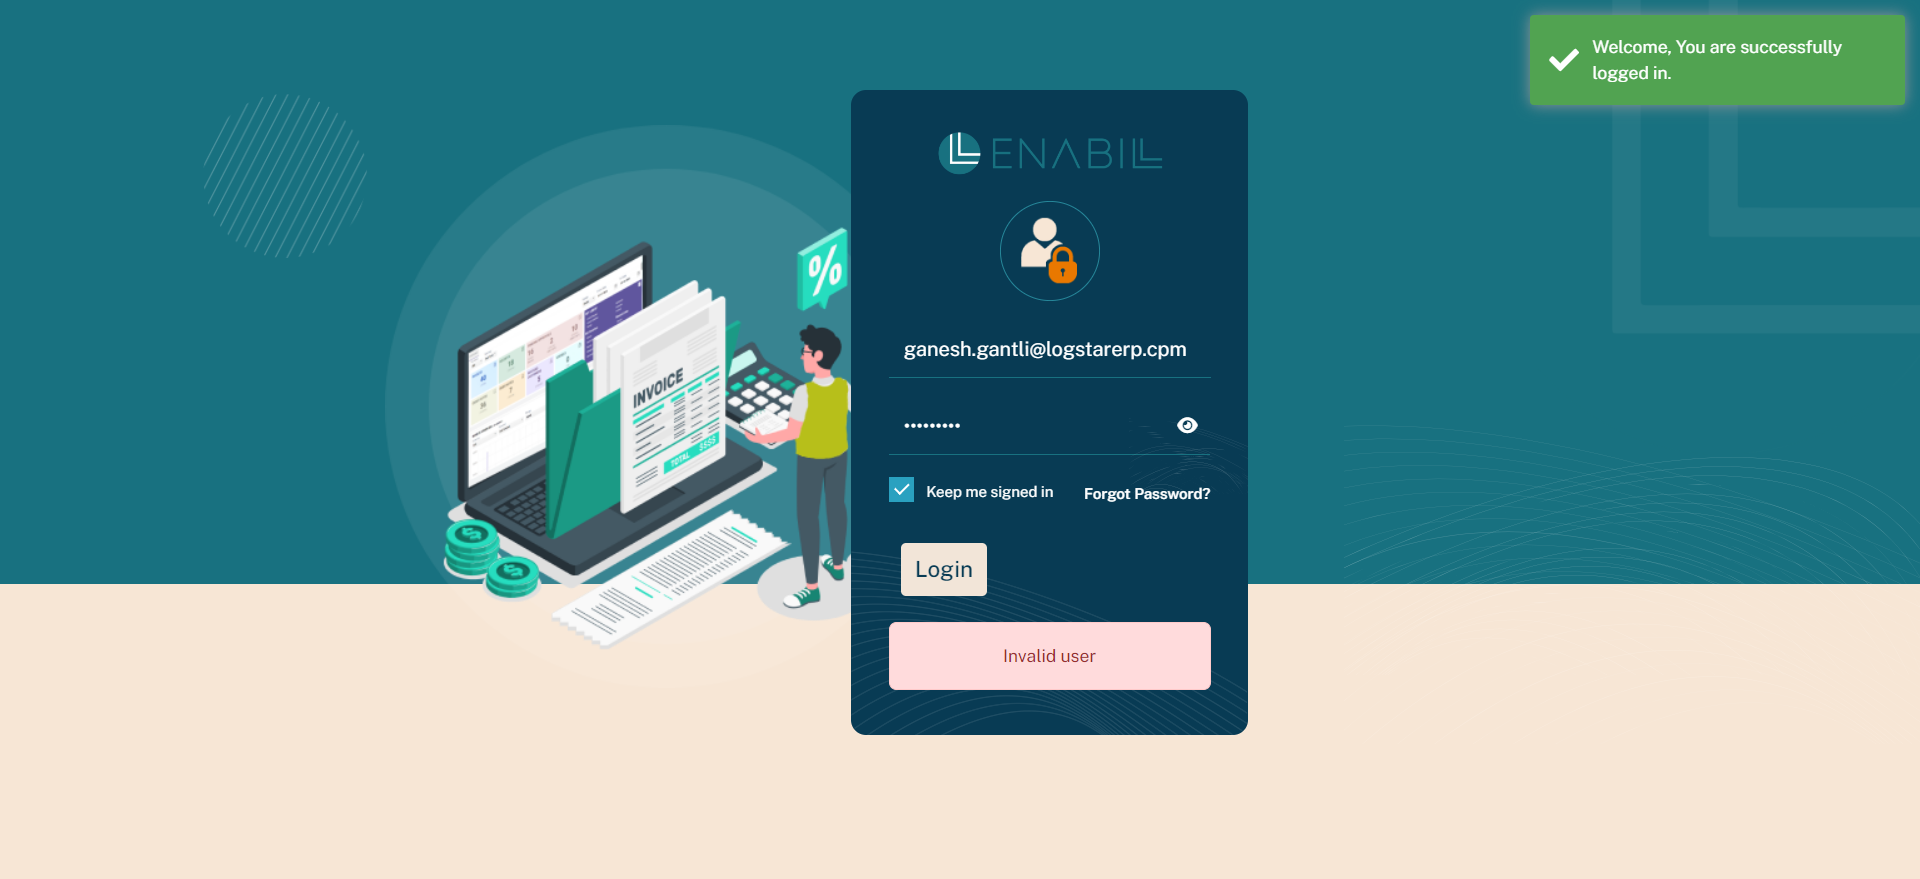 Welcome, You are successfully
logged in.
ENABILL
ganesh.gantli@logstarerp.cpm
•••••••••
Keep me signed in
Forgot Password?
Login
Invalid user
%
INVOICE
TOTAL $$$$